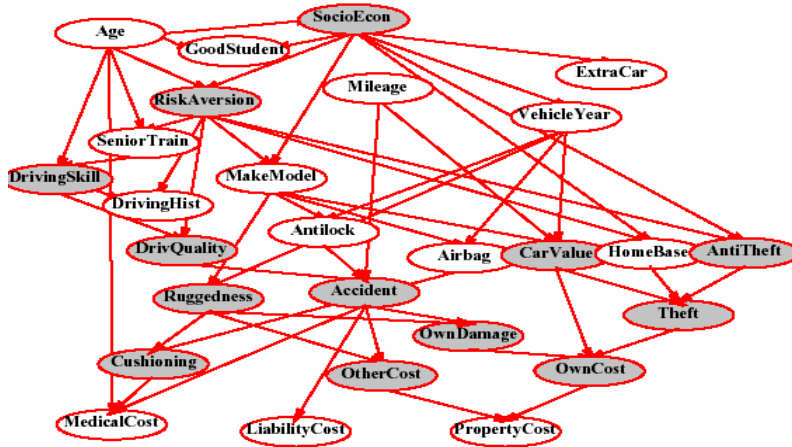 SocioEcon
Age
GoodStudent
ExtraCar
Mileage
RiskAversion
VehicleYear
SeniorTrain
DrivingSkill
MakeModel
DrivingHist
Antilock
DrivQuality
Airbag
CarValue
HomeBase
AntiTheft
Ruggedness
Accident
Theft
OwnDamage
Cushioning
OtherCost
OwnCost
MedicalCost
LiabilityCost
PropertyCost